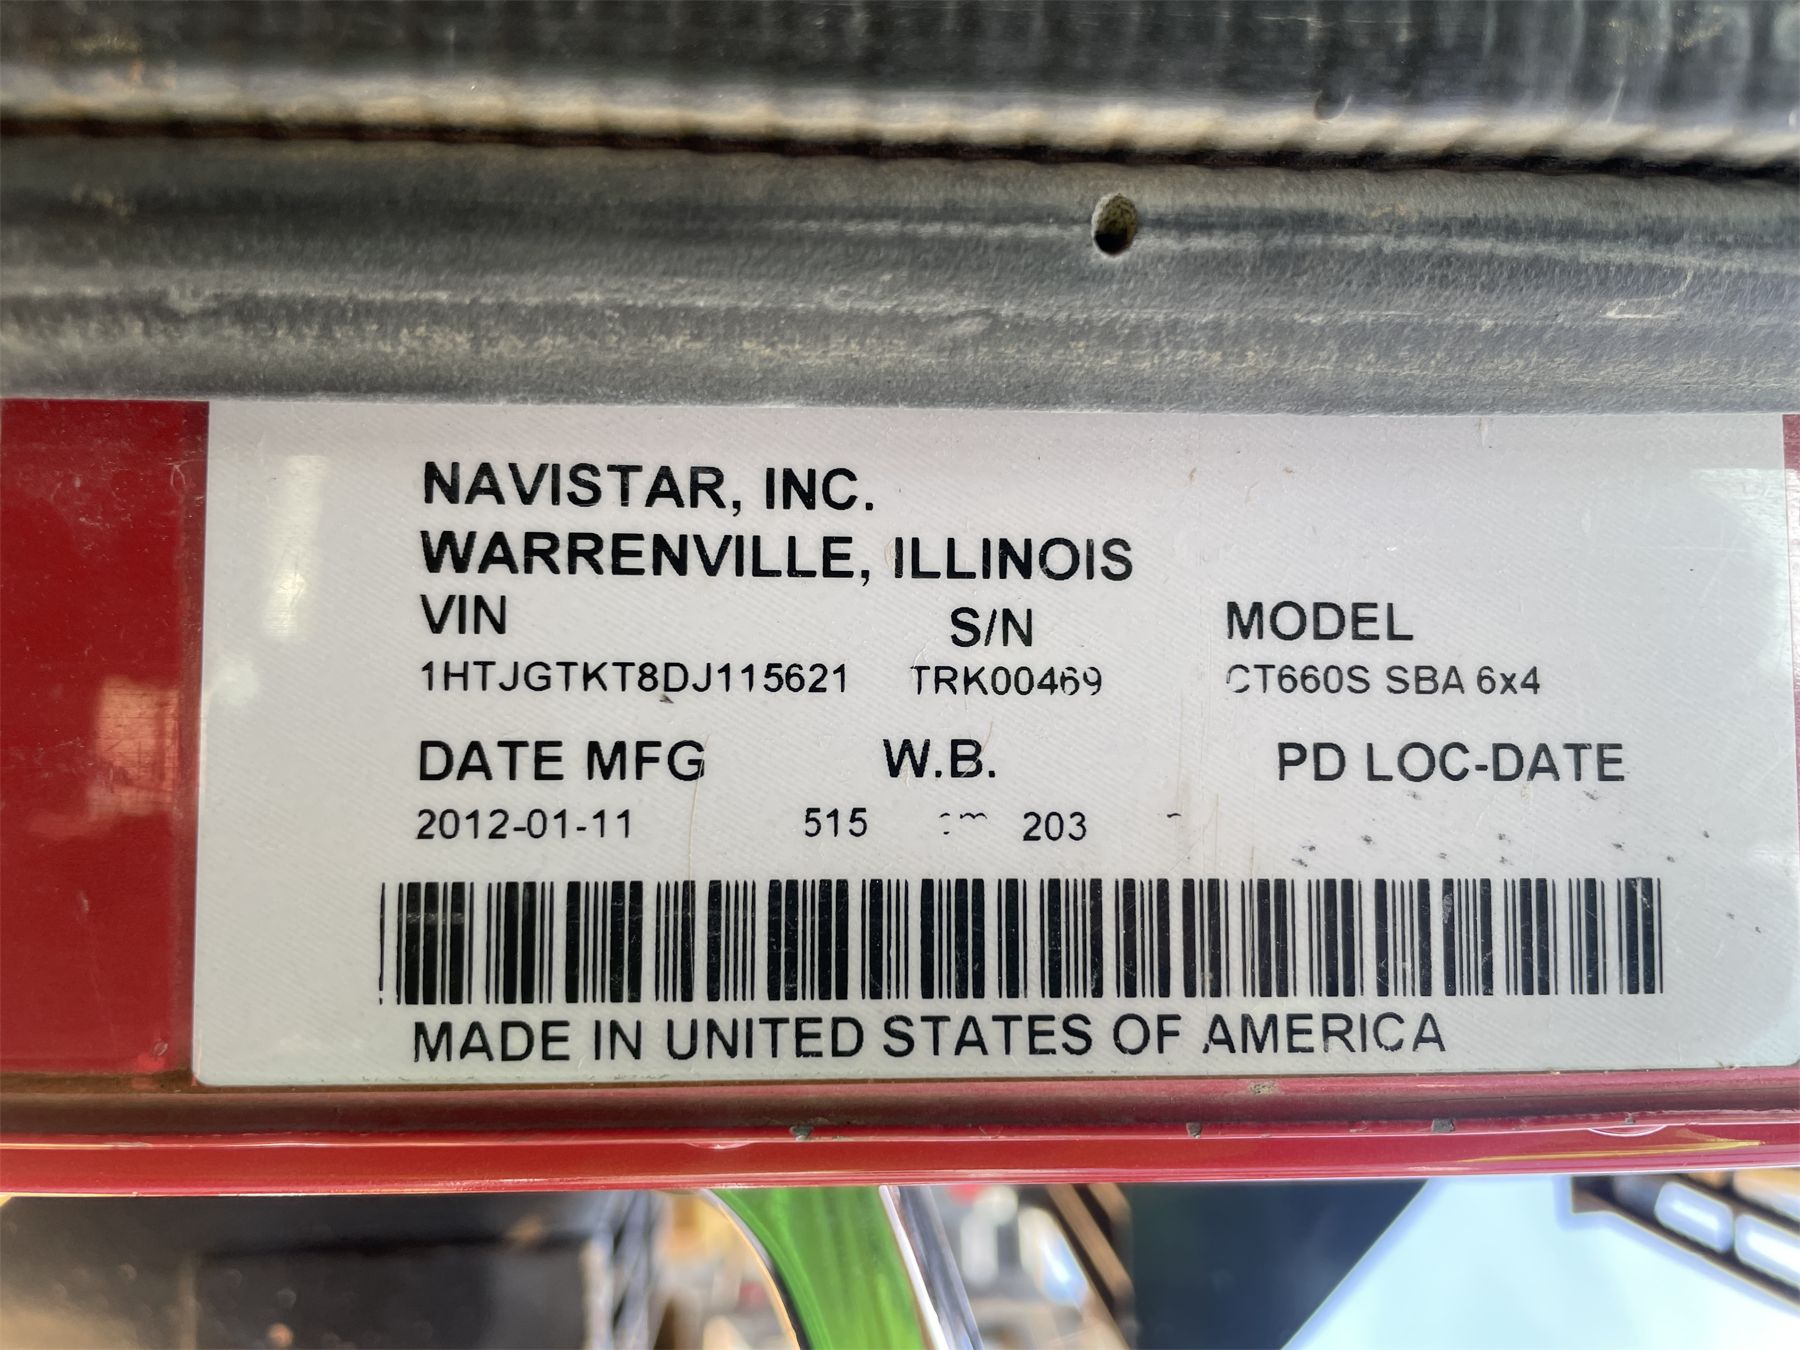 NAVISTAR, INC.
WARRENVILLE, ILLINOIS
VIN S/N MODEL
1HTJGTKT8DJ115621 TRK00469 CT660S SBA 6x4
DATE MFG W.B. PD LOC-DATE
2012-01-11 515 cm 203
MADE IN UNITED STATES OF AMERICA